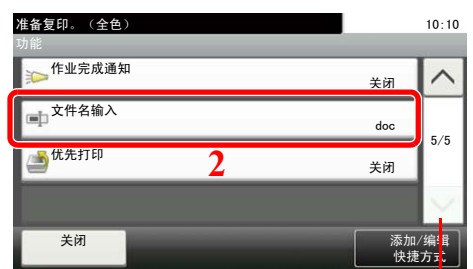 准备复印。（全色）
10:10
功能
作业完成通知
关闭
文件名输入
doc
5/5
优先打印
2
关闭
关闭
添加/编辑
快捷方式